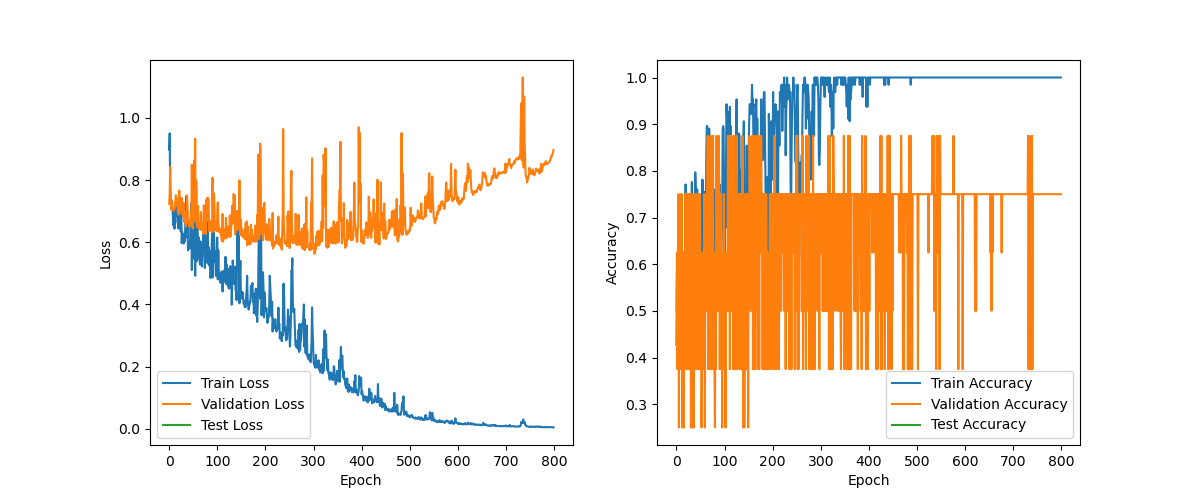 1.0
0.8
0.6
0.4
0.2
0.0
Loss
0 100 200 300 400 500 600 700 800
Epoch
Train Loss
Validation Loss
Test Loss
1.0
0.9
0.8
0.7
0.6
0.5
0.4
0.3
Accuracy
0 100 200 300 400 500 600 700 800
Epoch
Train Accuracy
Validation Accuracy
Test Accuracy